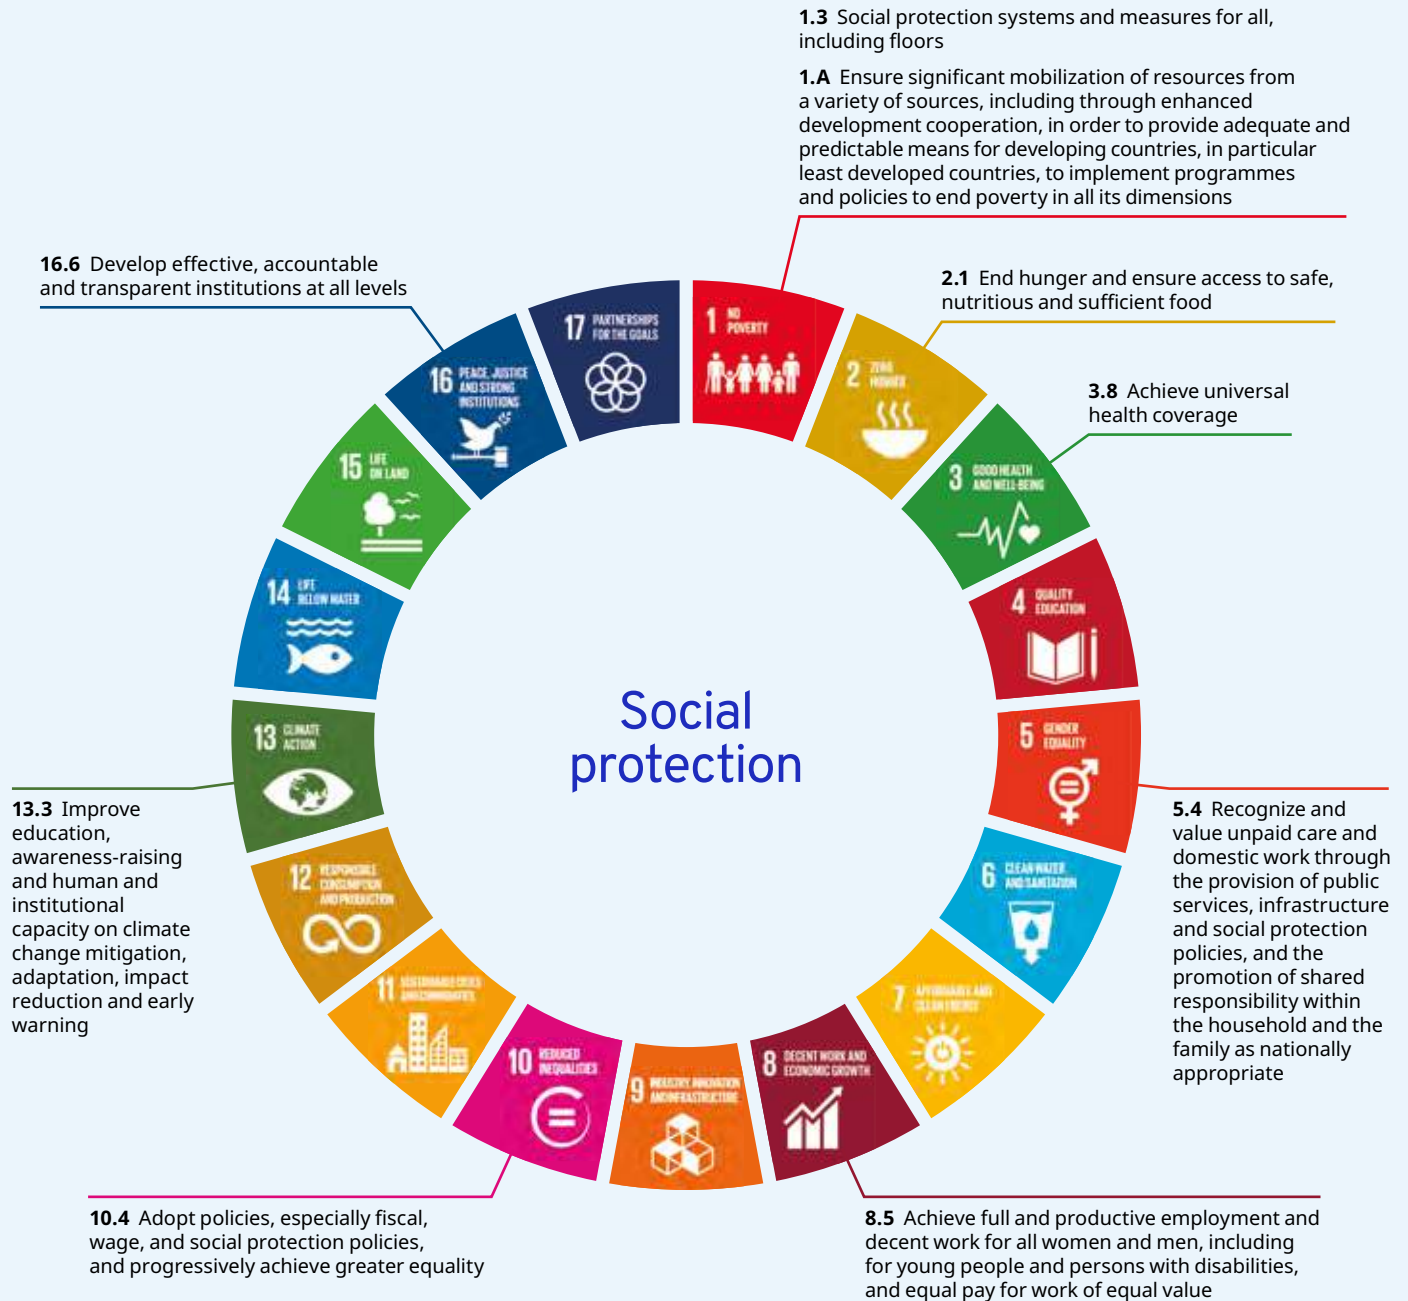 1.3 Social protection systems and measures for all,
including floors
1.A Ensure significant mobilization of resources from
a variety of sources, including through enhanced
development cooperation, in order to provide adequate and
predictable means for developing countries, in particular
least developed countries, to implement programmes
and policies to end poverty in all its dimensions
16.6 Develop effective, accountable
and transparent institutions at all levels
2.1 End hunger and ensure access to safe,
nutritious and sufficient food
3.8 Achieve universal
health coverage
17 PARTNERSHIPS
FOR THE GOALS
1 NO
POVERTY
2 ZERO
HUNGER
3 GOOD HEALTH
AND WELL-BEING
4 QUALITY
EDUCATION
5 GENDER
EQUALITY
6 CLEAN WATER
AND SANITATION
7 AFFORDABLE AND
CLEAN ENERGY
8 DECENT WORK AND
ECONOMIC GROWTH
9 INDUSTRY, INNOVATION
AND INFRASTRUCTURE
10 REDUCED
INEQUALITIES
11 SUSTAINABLE CITIES
AND COMMUNITIES
12 RESPONSIBLE
CONSUMPTION
AND PRODUCTION
13 CLIMATE
ACTION
14 LIFE
BELOW WATER
15 LIFE
ON LAND
16 PEACE, JUSTICE
AND STRONG
INSTITUTIONS
Social
protection
13.3 Improve
education,
awareness-raising
and human and
institutional
capacity on climate
change mitigation,
adaptation, impact
reduction and early
warning
5.4 Recognize and
value unpaid care and
domestic work through
the provision of public
services, infrastructure
and social protection
policies, and the
promotion of shared
responsibility within
the household and the
family as nationally
appropriate
10.4 Adopt policies, especially fiscal,
wage, and social protection policies,
and progressively achieve greater equality
8.5 Achieve full and productive employment and
decent work for all women and men, including
for young people and persons with disabilities,
and equal pay for work of equal value